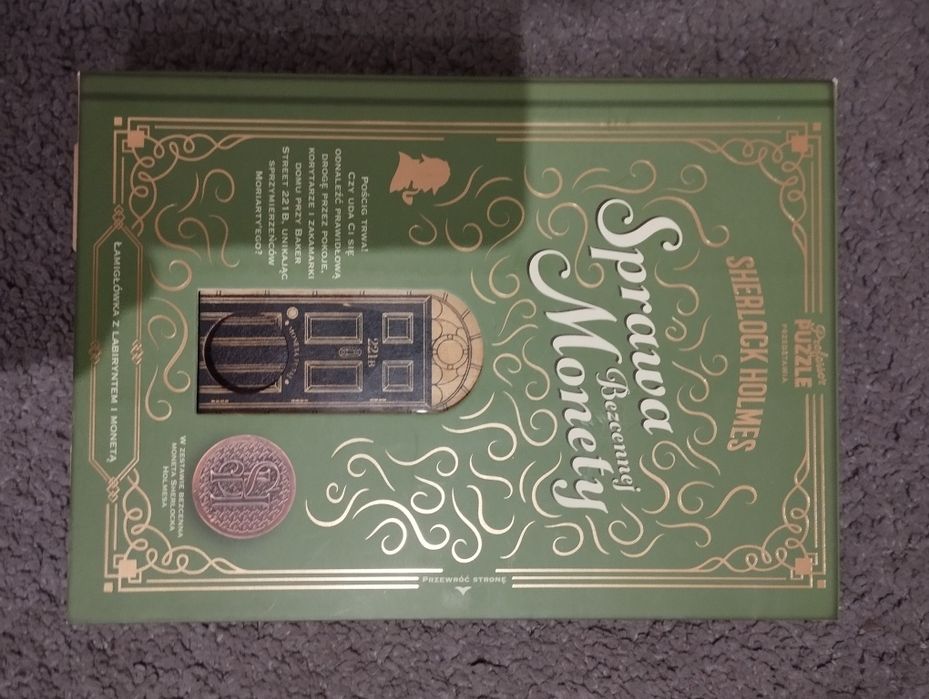 Professor
PUZZLE
PRZEDSTAWIA
SHERLOCK HOLMES
Sprawa
Bezcennej
Monety
Pościg trwa!
Czy uda Ci się
odnaleźć prawidłową
drogę przez pokoje,
korytarze i zakamarki
domu przy Baker
Street 221B, unikając
sprzymierzeńców
Moriarty'ego?
221B
W zestawie bezcenna
moneta Sherlocka
Holmesa
Przewróć stronę
Łamigłówka z labiryntem i monetą